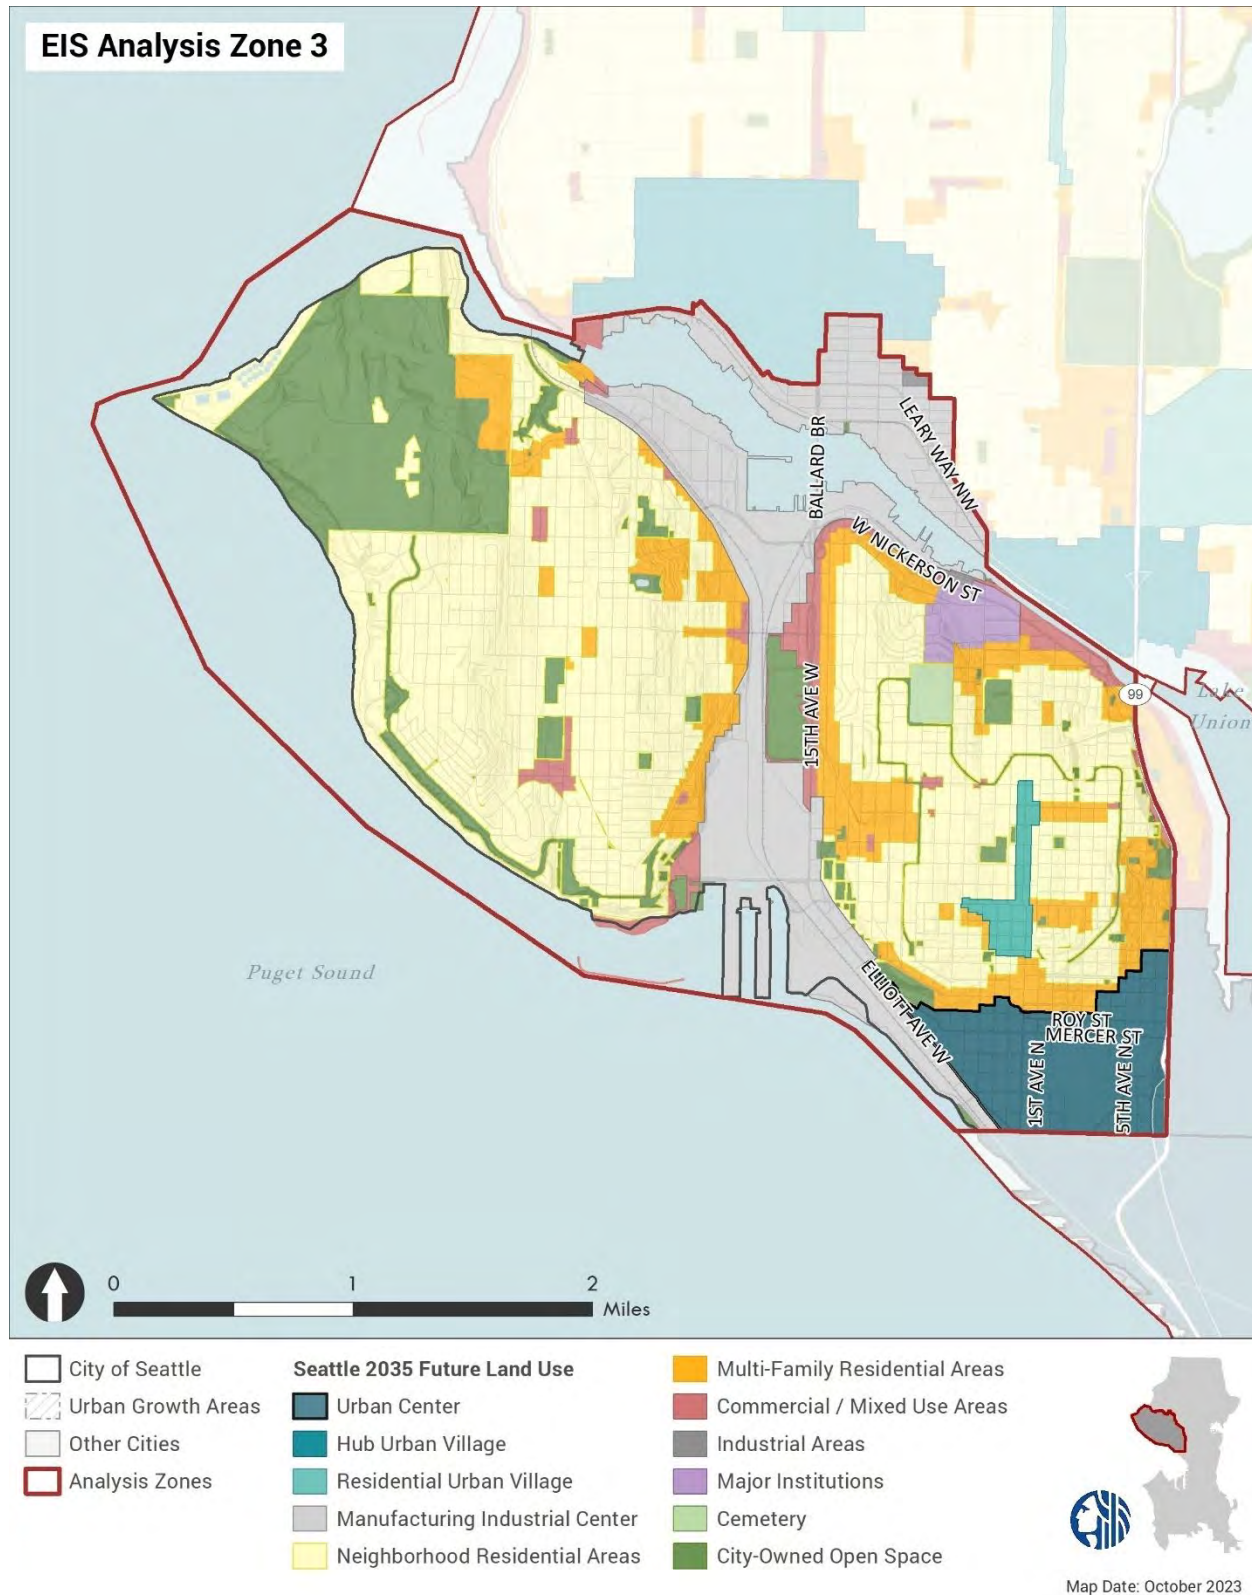 EIS Analysis Zone 3
BALLARD BR
LEARY WAY NW
W NICKERSON ST
99
Lake
Union
15TH AVE W
Puget Sound
ELLIOTT AVE W
ROY ST
MERCER ST
1ST AVE N
5TH AVE N
0 1 2
Miles
City of Seattle
Urban Growth Areas
Other Cities
Analysis Zones
Seattle 2035 Future Land Use
Urban Center
Hub Urban Village
Residential Urban Village
Manufacturing Industrial Center
Neighborhood Residential Areas
Multi-Family Residential Areas
Commercial / Mixed Use Areas
Industrial Areas
Major Institutions
Cemetery
City-Owned Open Space
Map Date: October 2023